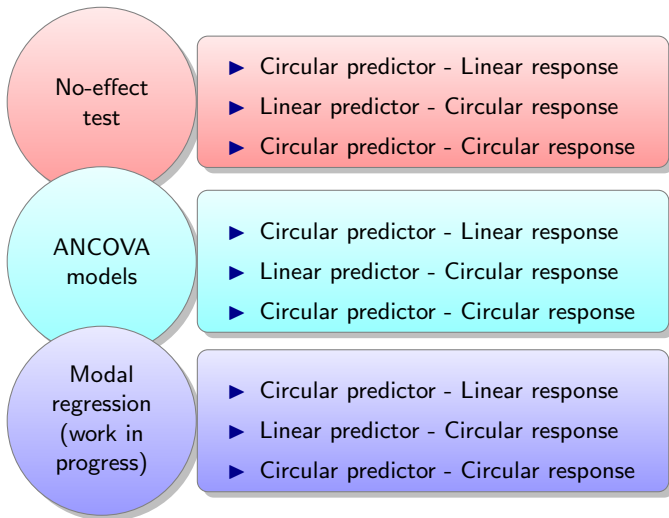 No-effect
test
► Circular predictor - Linear response
► Linear predictor - Circular response
► Circular predictor - Circular response
ANCOVA
models
► Circular predictor - Linear response
► Linear predictor - Circular response
► Circular predictor - Circular response
Modal
regression
(work in
progress)
► Circular predictor - Linear response
► Linear predictor - Circular response
► Circular predictor - Circular response